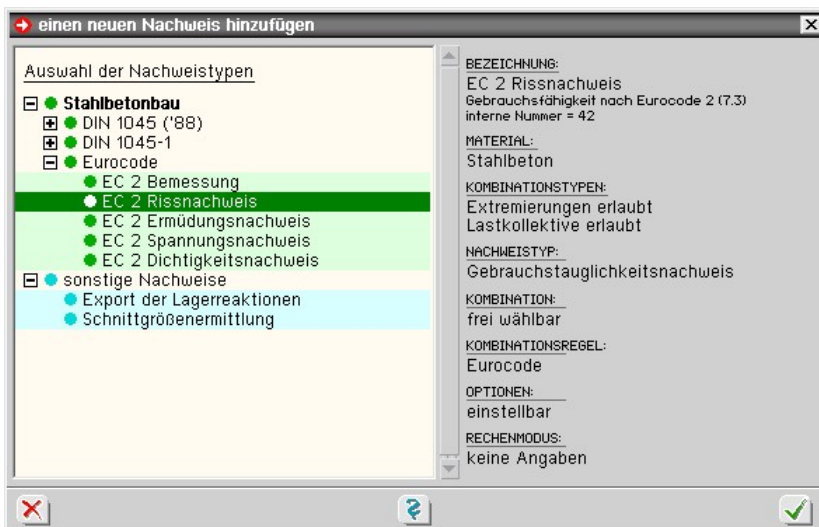 einen neuen Nachweis hinzufügen
Auswahl der Nachweistypen
Stahlbetonbau
DIN 1045 ('88)
DIN 1045-1
Eurocode
EC 2 Bemessung
EC 2 Rissnachweis
EC 2 Ermüdungsnachweis
EC 2 Spannungsnachweis
EC 2 Dichtigkeitsnachweis
sonstige Nachweise
Export der Lagerreaktionen
Schnittgrößenermittlung
BEZEICHNUNG:
EC 2 Rissnachweis
Gebrauchsfähigkeit nach Eurocode 2 (7.3)
interne Nummer = 42
MATERIAL:
Stahlbeton
KOMBINATIONSTYPEN:
Extremierungen erlaubt
Lastkollektive erlaubt
NACHWEISTYP:
Gebrauchstauglichkeitsnachweis
KOMBINATION:
frei wählbar
KOMBINATIONSREGEL:
Eurocode
OPTIONEN:
einstellbar
RECHENMODUS:
keine Angaben